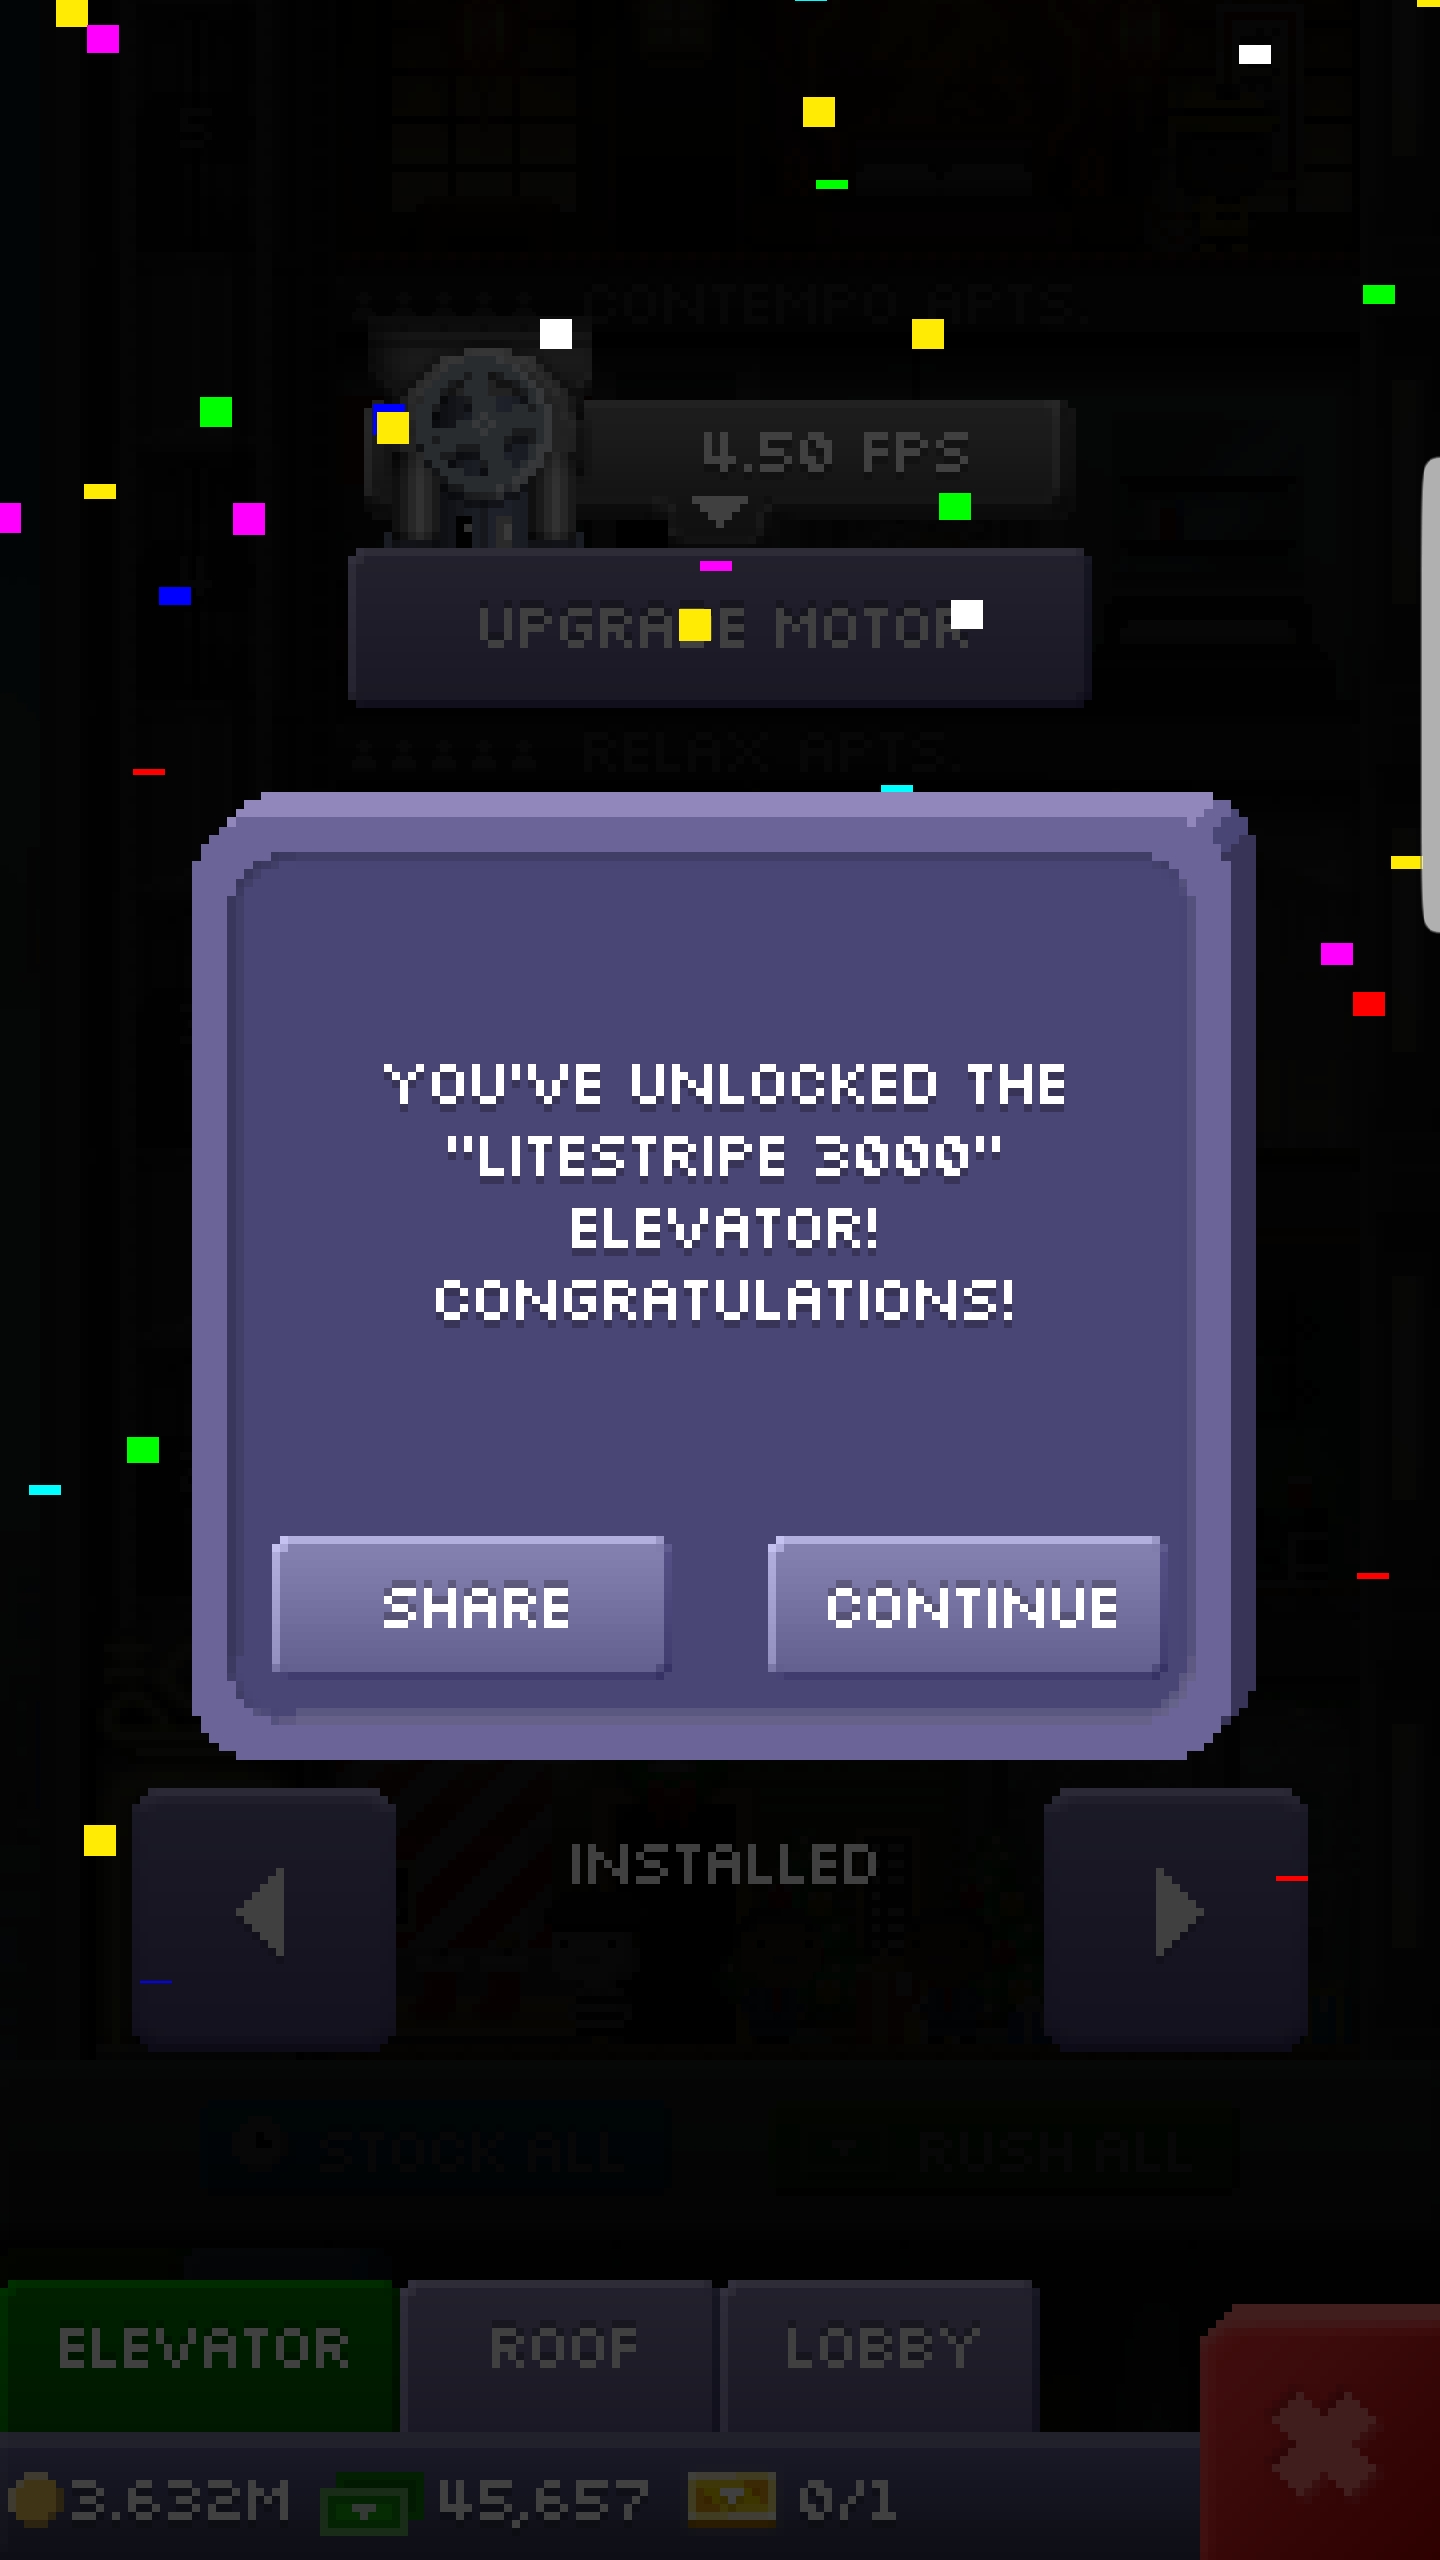 5
CONTEMPO APTS.
4.50 FPS
UPGRADE MOTOR
RELAX APTS.
YOU'VE UNLOCKED THE
"LITESTRIPE 3000"
ELEVATOR!
CONGRATULATIONS!
SHARE
CONTINUE
INSTALLED
STOCK ALL
RUSH ALL
ELEVATOR
ROOF
LOBBY
3.632M
45,657
0/1